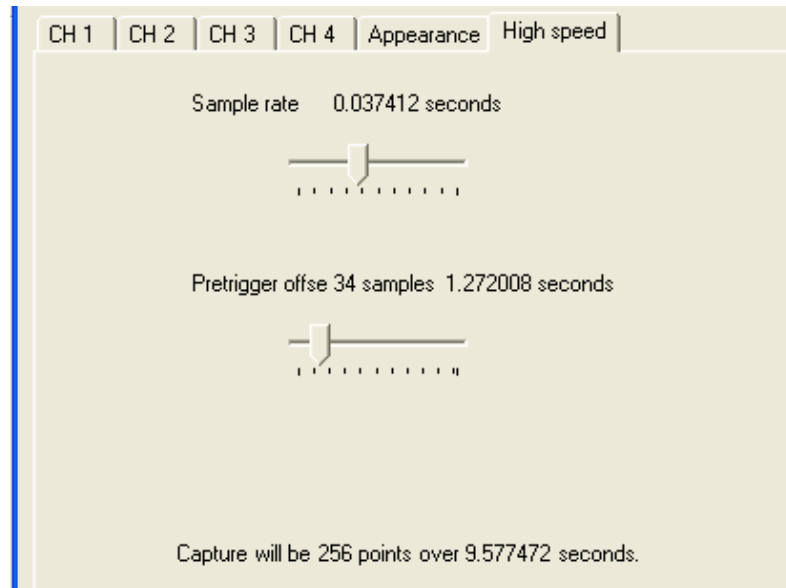 CH 1 CH 2 CH 3 CH 4 Appearance High speed
Sample rate 0.037412 seconds
Pretrigger offse 34 samples 1.272008 seconds
Capture will be 256 points over 9.577472 seconds.